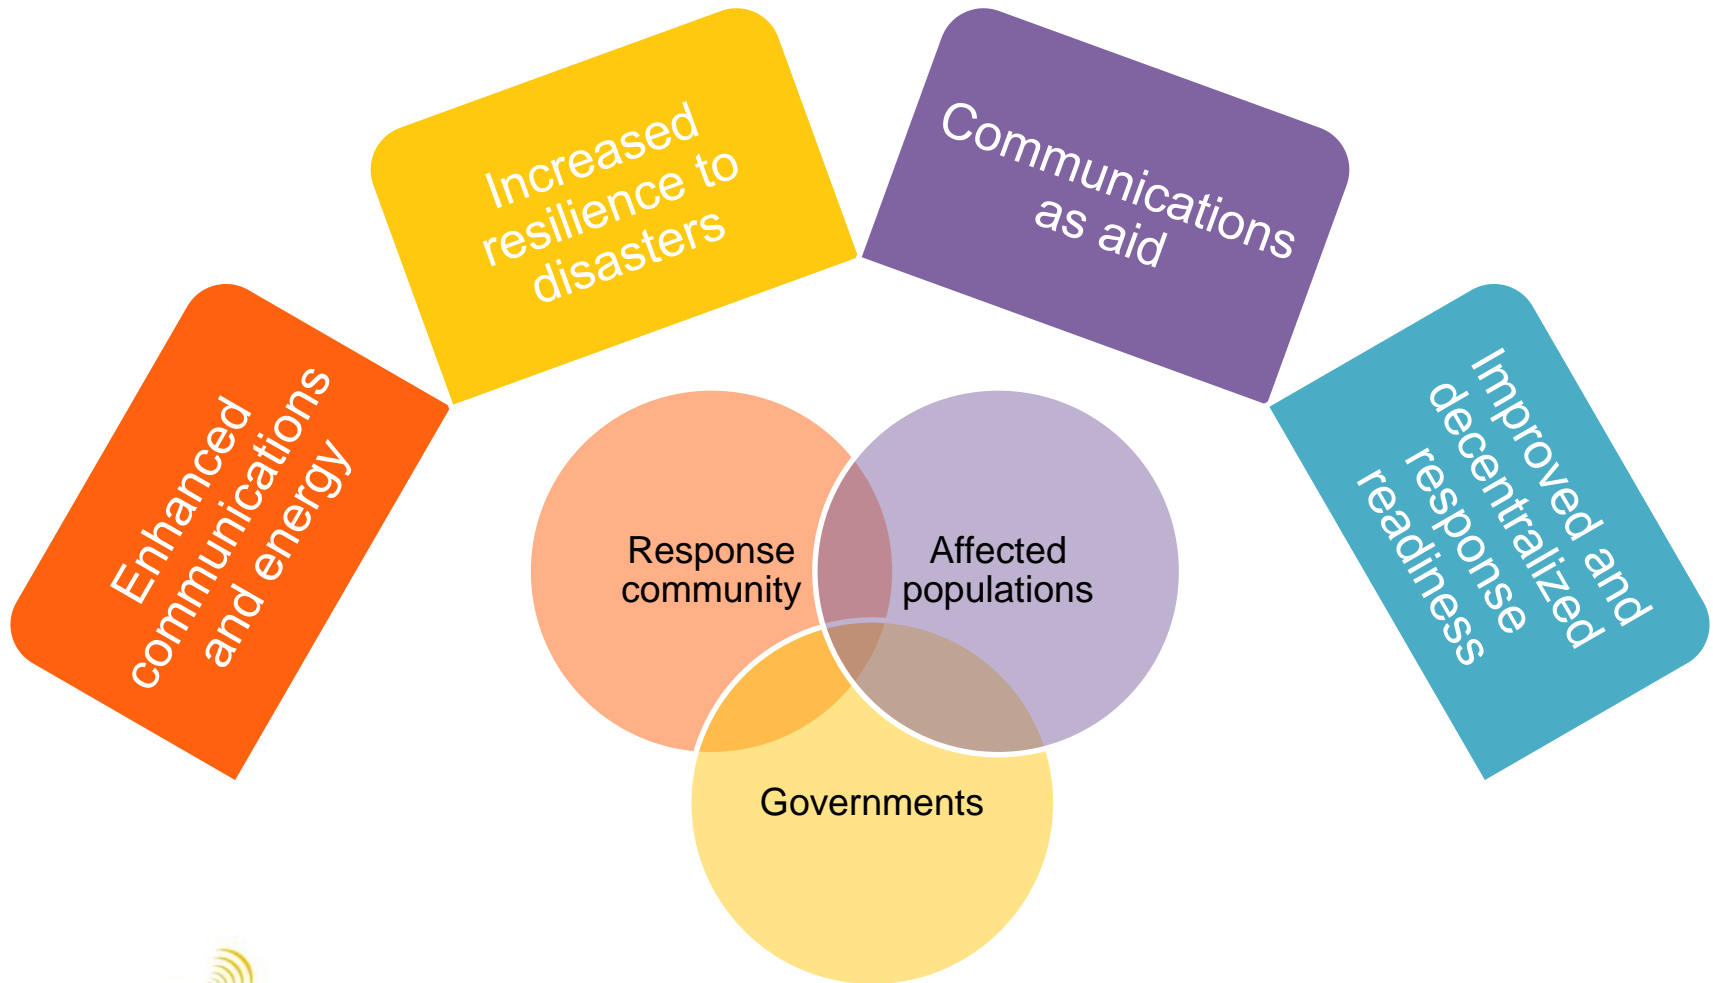 Enhanced
communications
and energy
Increased
resilience to
disasters
Communications
as aid
Improved and
decentralized
response
readiness
Response
community
Affected
populations
Governments